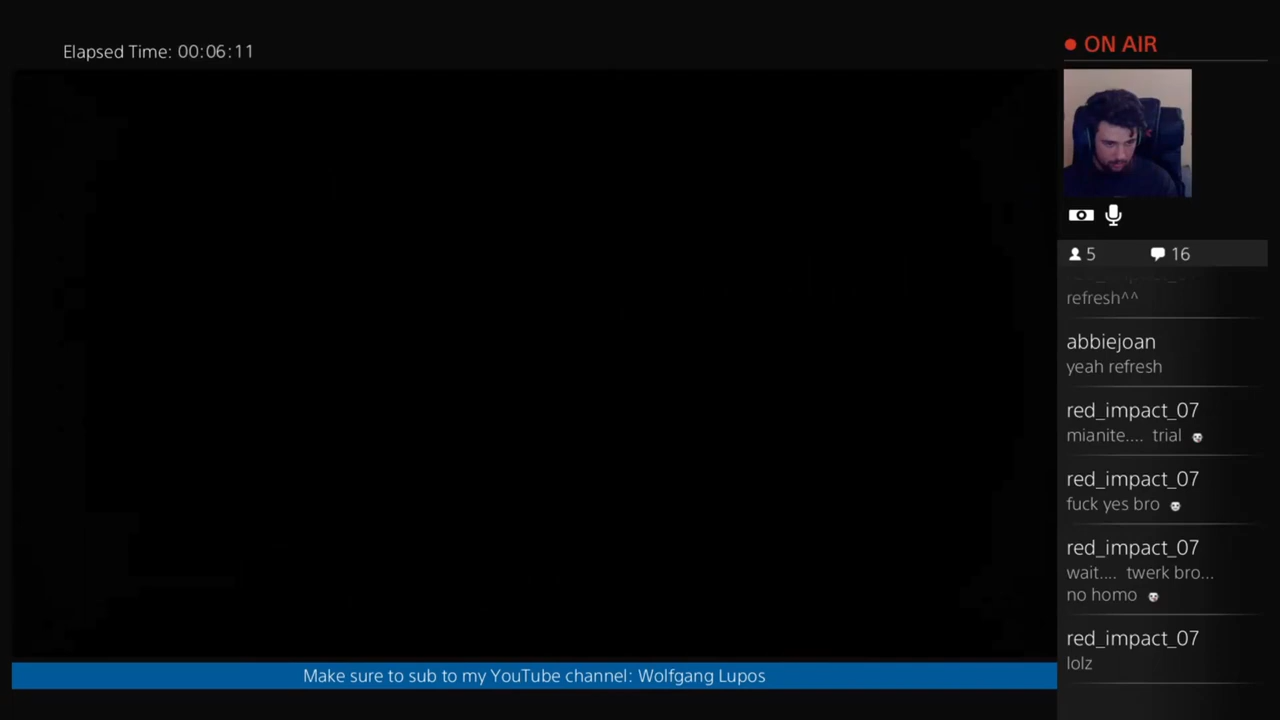 Elapsed Time: 00:06:11
ON AIR
5 16
refresh^^
abbiejoan
yeah refresh
red_impact_07
mianite.... trial
red_impact_07
fuck yes bro
red_impact_07
wait.... twerk bro...
no homo
red_impact_07
lolz
Make sure to sub to my YouTube channel: Wolfgang Lupos